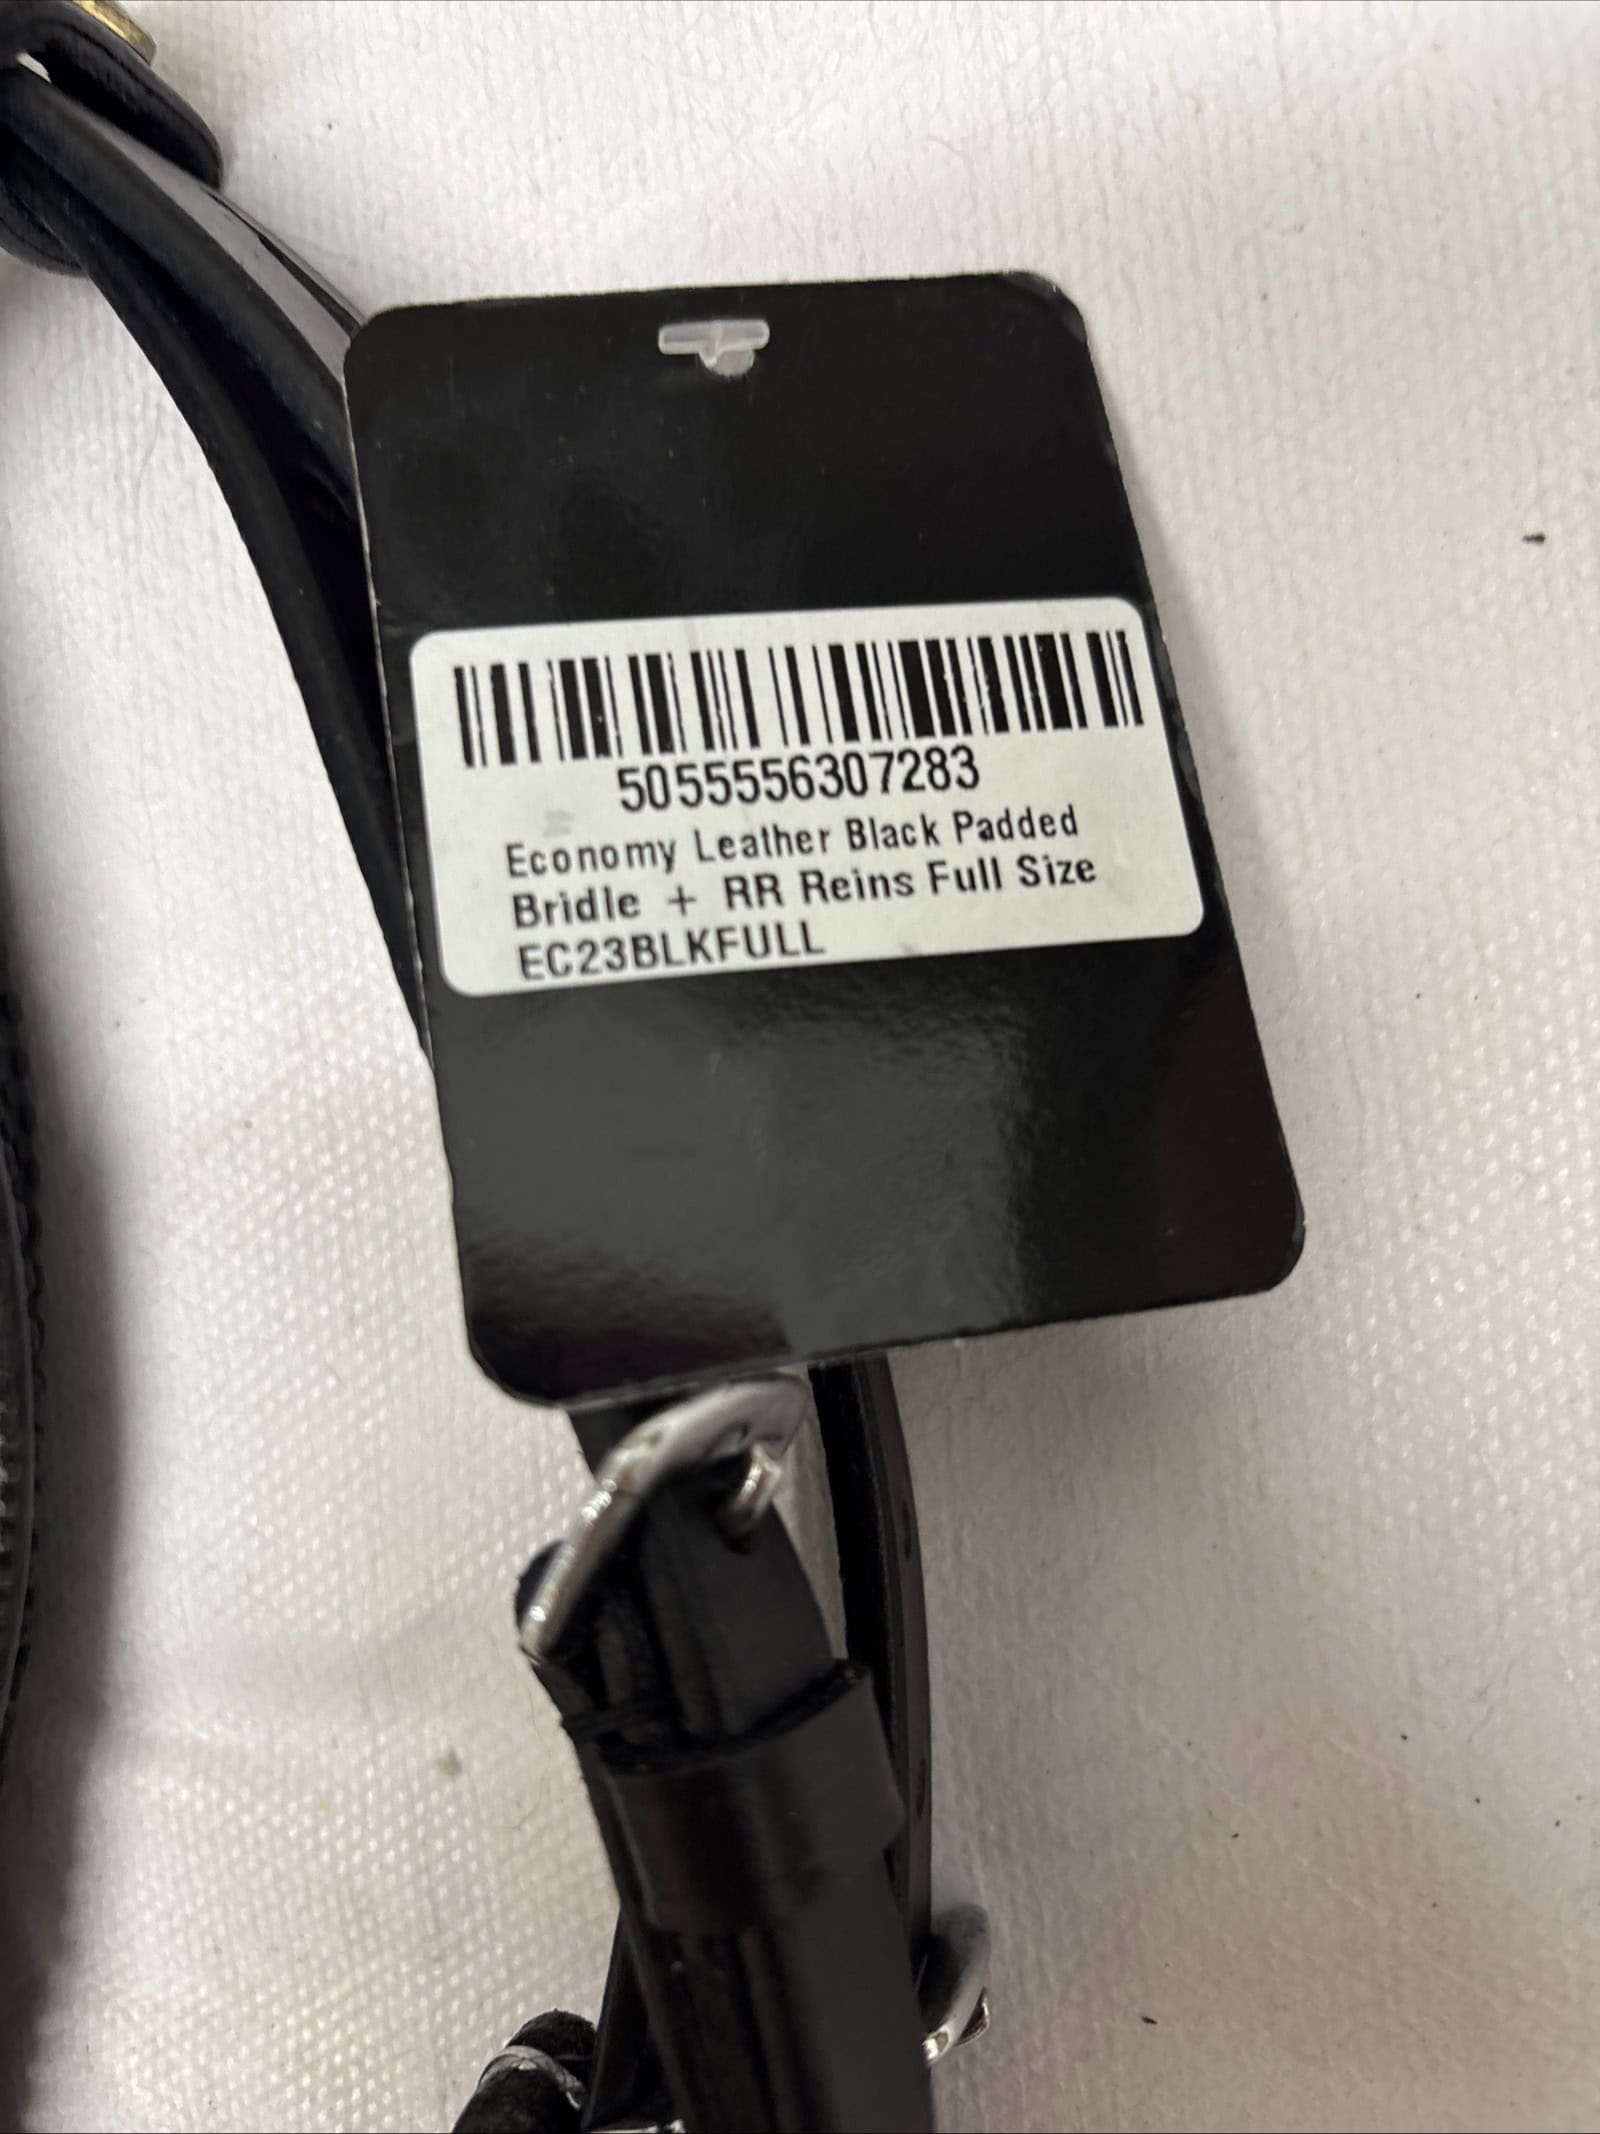 5055556307283
Economy Leather Black Padded
Bridle + RR Reins Full Size
EC23BLKFULL